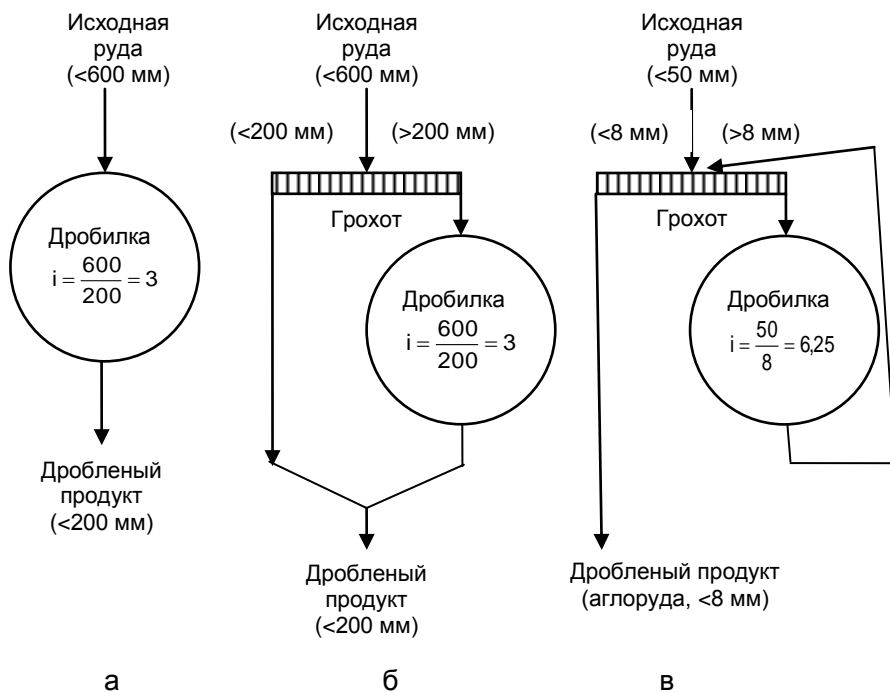 Исходная
руда
(<600 мм)
Дробилка
i = 600/200 = 3
Дробленый
продукт
(<200 мм)
а
Исходная
руда
(<600 мм)
(<200 мм) (>200 мм)
Грохот
Дробилка
i = 600/200 = 3
Дробленый
продукт
(<200 мм)
б
Исходная
руда
(<50 мм)
(<8 мм) (>8 мм)
Грохот
Дробилка
i = 50/8 = 6,25
Дробленый продукт
(аглоруда, <8 мм)
в